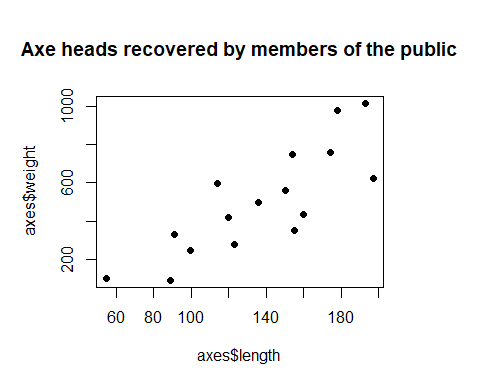 Axe heads recovered by members of the public
axes$weight
1000
600
200
60 80 100 140 180
axes$length